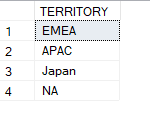 TERRITORY
1 EMEA
2 APAC
3 Japan
4 NA